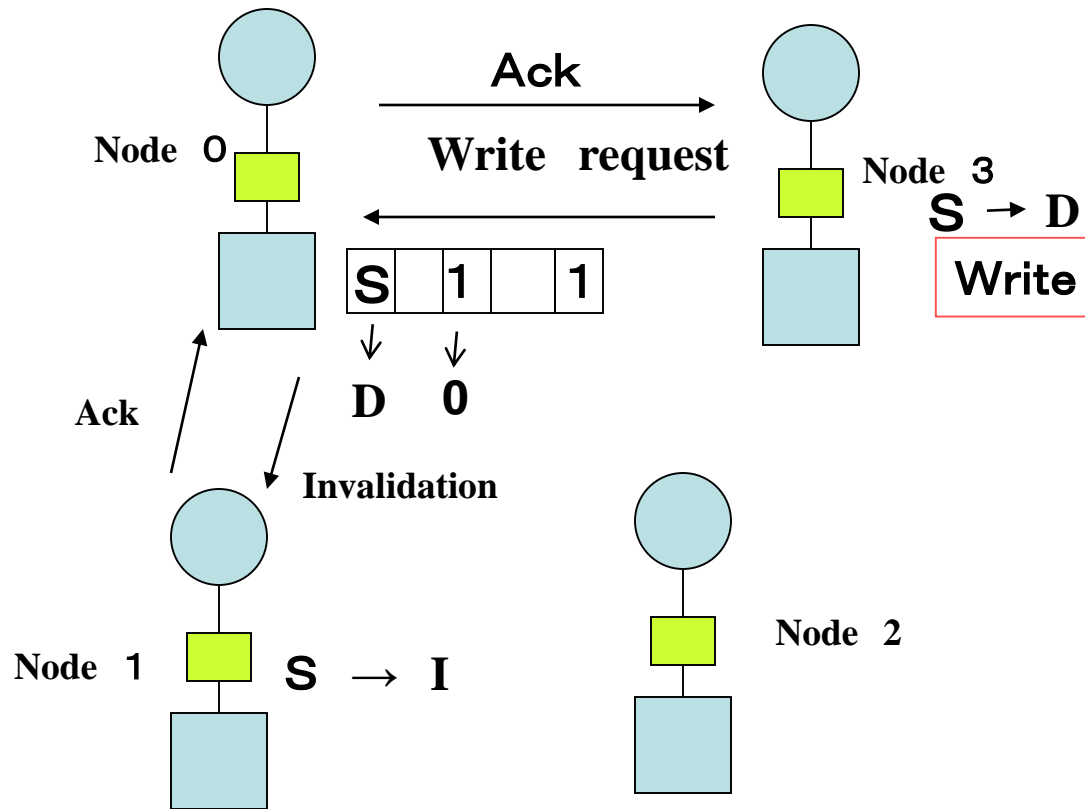 Ack
Node 0
Write request
Node 3
S → D
Write
S 1 1
D 0
Ack
Invalidation
Node 2
Node 1
S → I